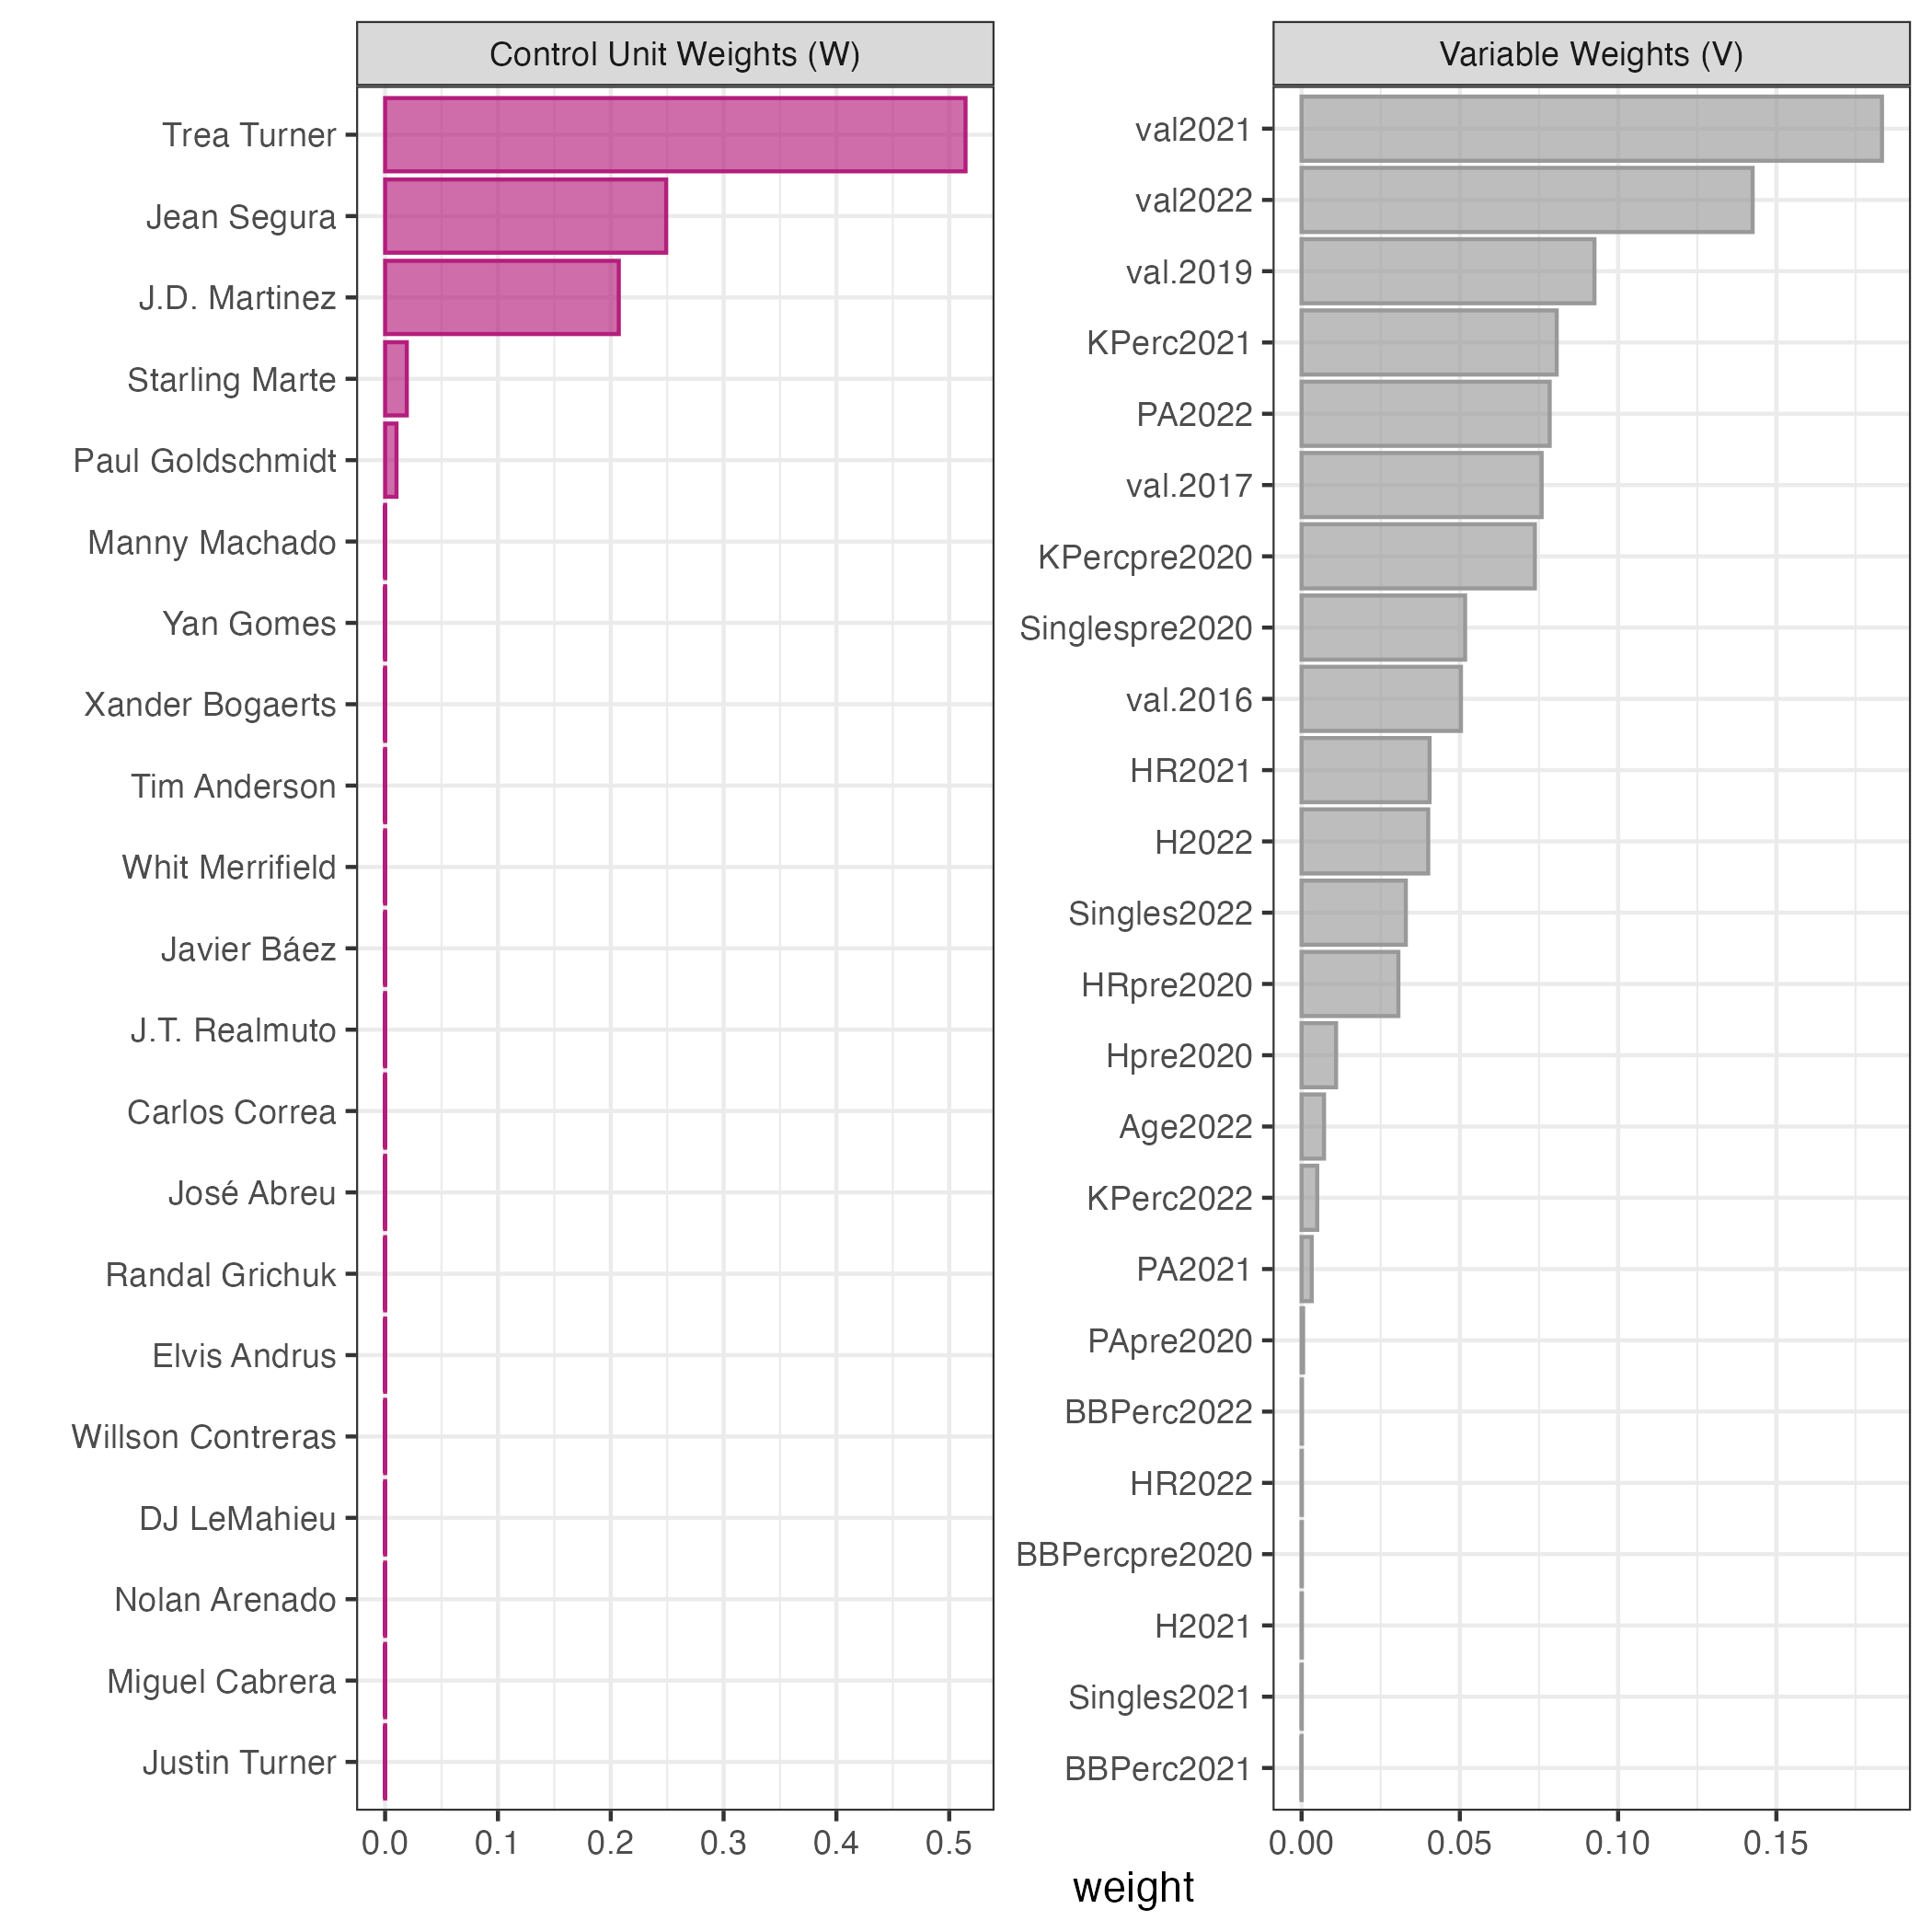 Control Unit Weights (W)
Trea Turner
Jean Segura
J.D. Martinez
Starling Marte
Paul Goldschmidt
Manny Machado
Yan Gomes
Xander Bogaerts
Tim Anderson
Whit Merrifield
Javier Báez
J.T. Realmuto
Carlos Correa
José Abreu
Randal Grichuk
Elvis Andrus
Willson Contreras
DJ LeMahieu
Nolan Arenado
Miguel Cabrera
Justin Turner
0.0 0.1 0.2 0.3 0.4 0.5
Variable Weights (V)
val2021
val2022
val.2019
KPerc2021
PA2022
val.2017
KPercpre2020
Singlespre2020
val.2016
HR2021
H2022
Singles2022
HRpre2020
Hpre2020
Age2022
KPerc2022
PA2021
PApre2020
BBPerc2022
HR2022
BBPercpre2020
H2021
Singles2021
BBPerc2021
0.00 0.05 0.10 0.15
weight